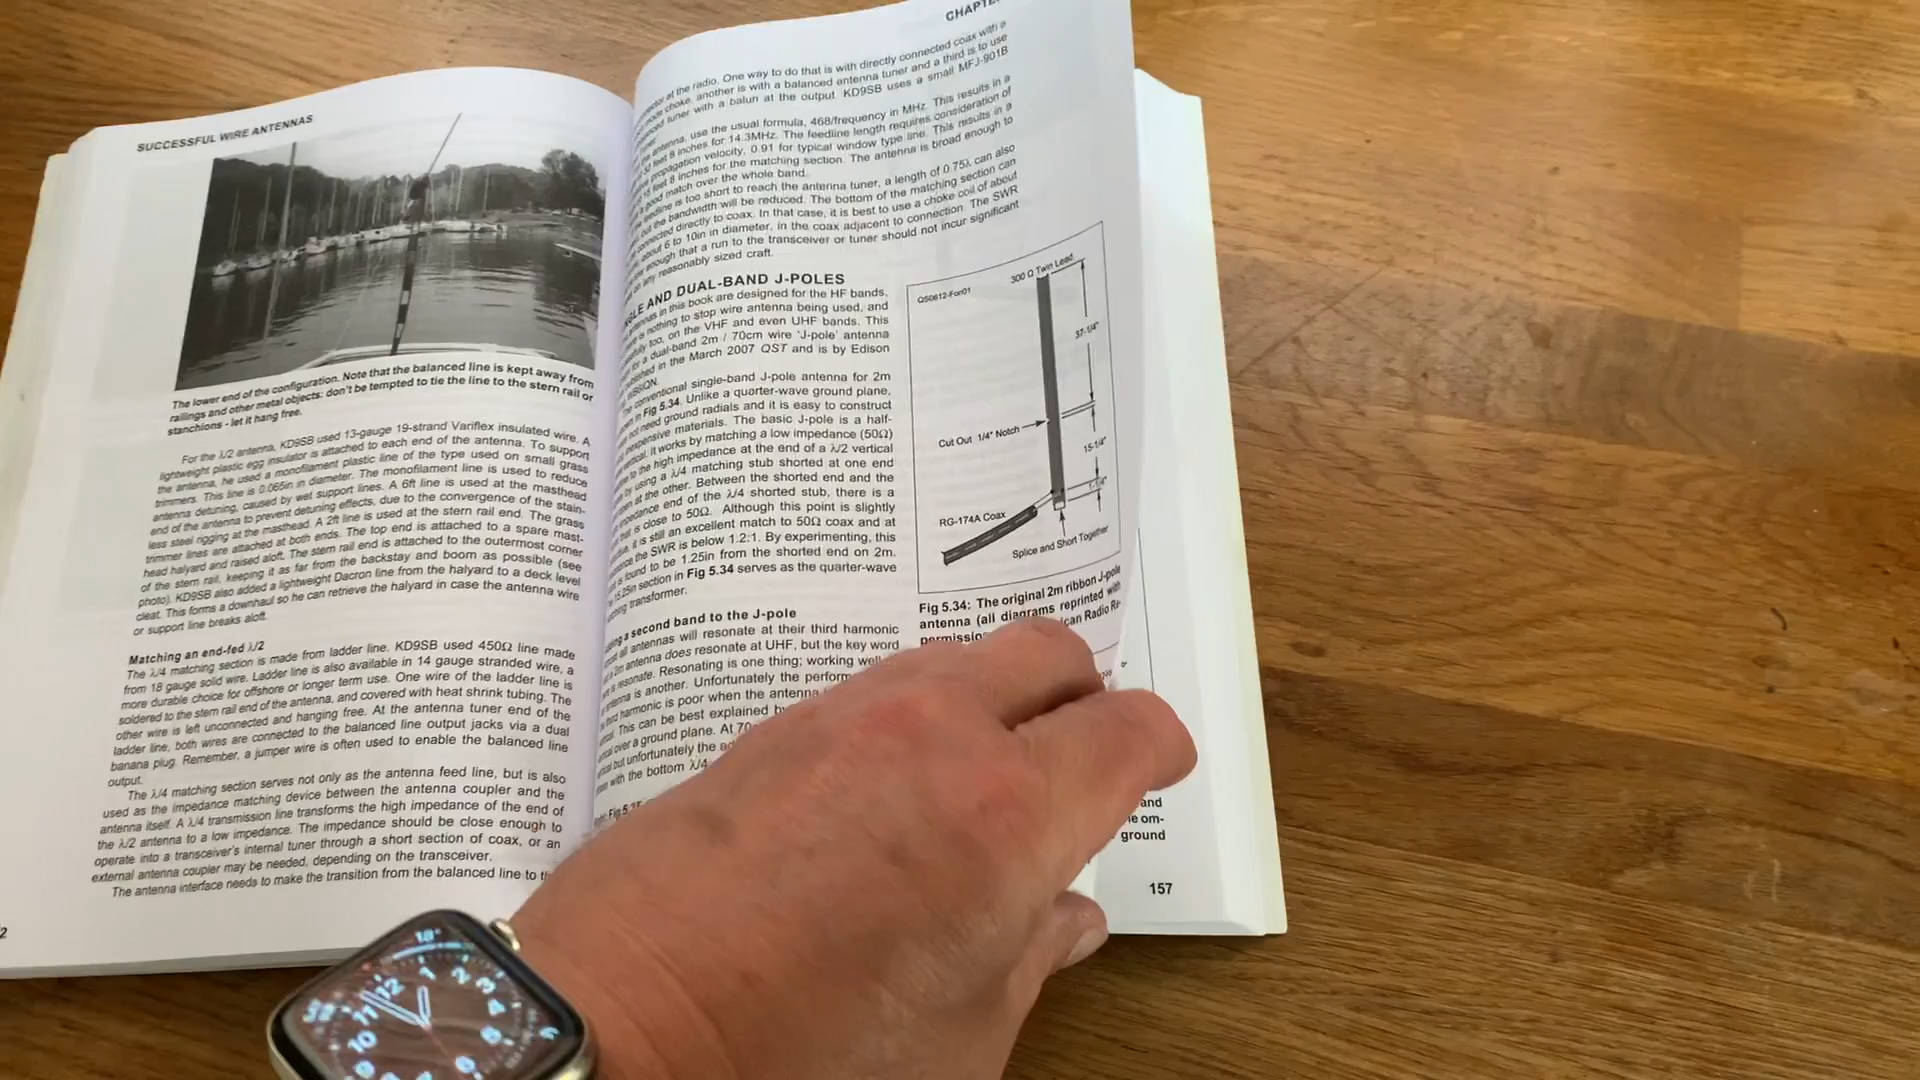 SUCCESSFUL WIRE ANTENNAS
The lower end of the configuration. Note that the balanced line is kept away from
railings and other metal objects: don't be tempted to tie the line to the stern rail or
stanchions - let it hang free.
For the λ/2 antenna, KD9SB used 13-gauge 19-strand Variflex insulated wire. A
lightweight plastic egg insulator is attached to each end of the antenna. To support
the antenna, he used a monofilament plastic line of the type used on small grass
trimmers. This line is 0.065in in diameter. The monofilament line is used to reduce
antenna detuning, caused by wet support lines. A 6ft line is used at the masthead
end of the antenna to prevent detuning effects, due to the convergence of the stain-
less steel rigging at the masthead. A 2ft line is used at the stern rail end. The grass
trimmer lines are attached at both ends. The top end is attached to a spare mast-
head halyard and raised aloft. The stern rail end is attached to the outermost corner
of the stern rail, keeping it as far from the backstay and boom as possible (see
photo). KD9SB also added a lightweight Dacron line from the halyard to a deck level
cleat. This forms a downhaul so he can retrieve the halyard in case the antenna wire
or support line breaks aloft.
Matching an end-fed λ/2
The λ/4 matching section is made from ladder line. KD9SB used 450Ω line made
from 18 gauge solid wire. Ladder line is also available in 14 gauge stranded wire, a
more durable choice for offshore or longer term use. One wire of the ladder line is
soldered to the stern rail end of the antenna, and covered with heat shrink tubing. The
other wire is left unconnected and hanging free. At the antenna tuner end of the
ladder line, both wires are connected to the balanced line output jacks via a dual
banana plug. Remember, a jumper wire is often used to enable the balanced line
output.
The λ/4 matching section serves not only as the antenna feed line, but is also
used as the impedance matching device between the antenna coupler and the
antenna itself. A λ/4 transmission line transforms the high impedance of the end of
the λ/2 antenna to a low impedance. The impedance should be close enough to
operate into a transceiver's internal tuner through a short section of coax, or an
external antenna coupler may be needed, depending on the transceiver.
The antenna interface needs to make the transition from the balanced line to
2
at the radio. One way to do that is with directly connected coax with a
choke, another is with a balanced antenna tuner and a third is to use
tuner with a balun at the output. KD9SB uses a small MFJ-901B
antenna, use the usual formula, 468/frequency in MHz. This results in a
feet 8 inches for 14.3MHz. The feedline length requires consideration of
propagation velocity, 0.91 for typical window type line. This results in a
feet 8 inches for the matching section. The antenna is broad enough to
good match over the whole band.
feedline is too short to reach the antenna tuner, a length of 0.75λ can also
but the bandwidth will be reduced. The bottom of the matching section can
connected directly to coax. In that case, it is best to use a choke coil of about
about 6 to 10in in diameter, in the coax adjacent to connection. The SWR
enough that a run to the transceiver or tuner should not incur significant
any reasonably sized craft.
AND DUAL-BAND J-POLES
in this book are designed for the HF bands,
nothing to stop wire antenna being used, and
too, on the VHF and even UHF bands. This
for a dual-band 2m / 70cm wire 'J-pole' antenna
in the March 2007 QST and is by Edison
conventional single-band J-pole antenna for 2m
in Fig 5.34. Unlike a quarter-wave ground plane,
not need ground radials and it is easy to construct
materials. The basic J-pole is a half-
It works by matching a low impedance (50Ω)
to the high impedance at the end of a λ/2 vertical
using a λ/4 matching stub shorted at one end
at the other. Between the shorted end and the
end of the λ/4 shorted stub, there is a
that is close to 50Ω. Although this point is slightly
it is still an excellent match to 50Ω coax and at
the SWR is below 1.2:1. By experimenting, this
found to be 1.25in from the shorted end on 2m.
15.25in section in Fig 5.34 serves as the quarter-wave
transformer.
a second band to the J-pole
antennas will resonate at their third harmonic
antenna does resonate at UHF, but the key word
resonate. Resonating is one thing; working well
is another. Unfortunately the
harmonic is poor when the antenna
This can be best explained
over a ground plane. At
but unfortunately the
with the bottom λ/4
QS0612-For01
300 Ω Twin Lead
37-1/4"
Cut Out 1/4" Notch
15-1/4"
1-1/4"
RG-174A Coax
Splice and Short Together
Fig 5.34: The original 2m ribbon J-pole
antenna (all diagrams reprinted with
Radio
and
ground
157